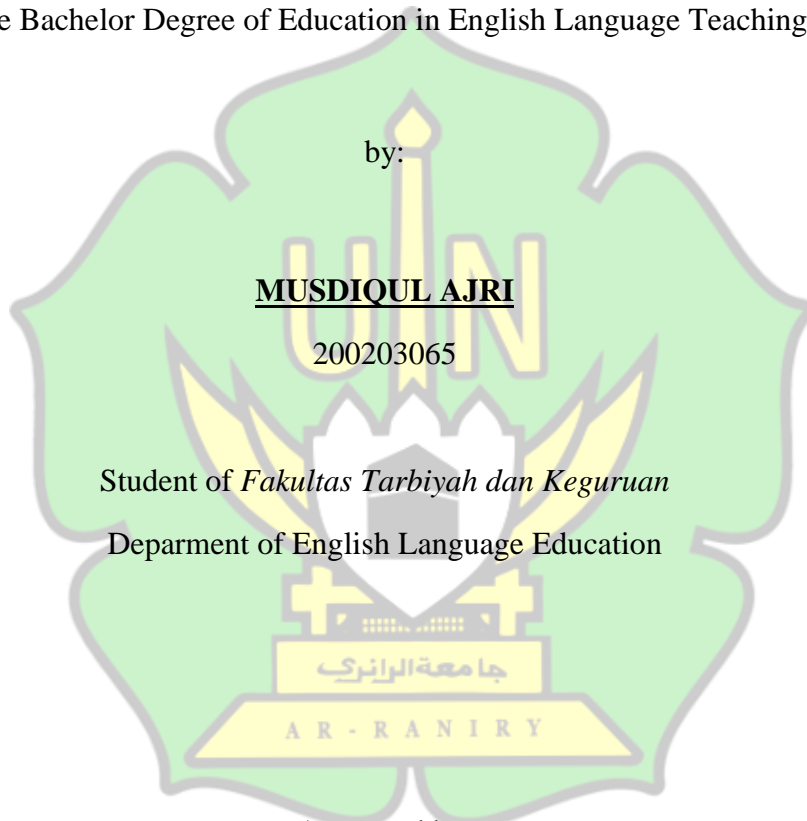 e Bachelor Degree of Education in English Language Teaching
by:
UIN
MUSDIQUL AJRI
200203065
Student of Fakultas Tarbiyah dan Keguruan
Deparment of English Language Education
جامعة الرانري
AR-RANIRY